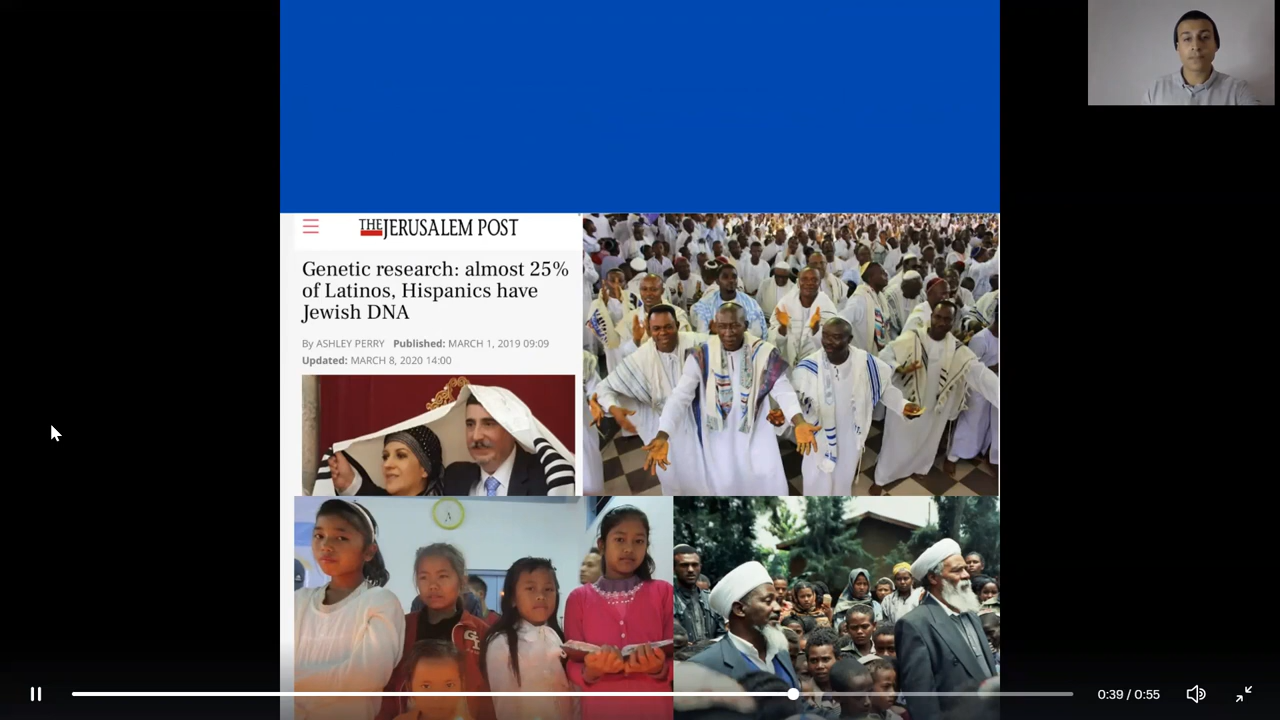 THE JERUSALEM POST
Genetic research: almost 25%
of Latinos, Hispanics have
Jewish DNA
By ASHLEY PERRY Published: MARCH 1, 2019 09:09
Updated: MARCH 8, 2020 14:00
0:39 / 0:55